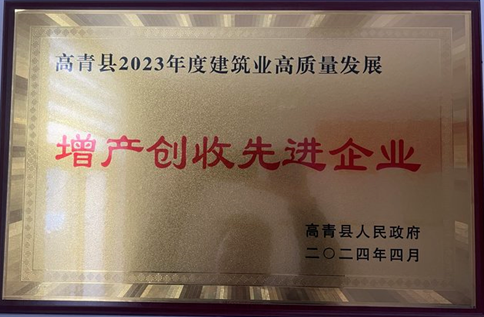 高青县2023年度建筑业高质量发展
增产创收先进企业
高青县人民政府
二〇二四年四月